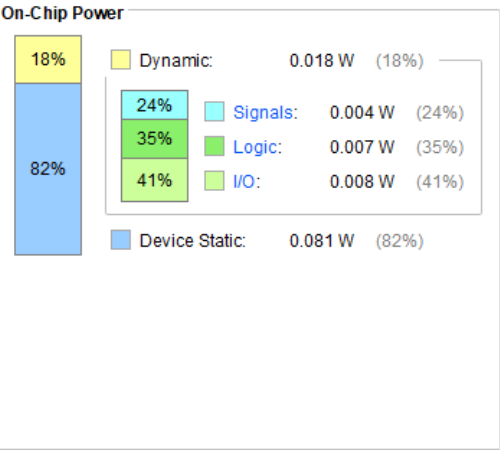 On-Chip Power
18% Dynamic: 0.018 W (18%)
24% Signals: 0.004 W (24%)
35% Logic: 0.007 W (35%)
82%
41% I/O: 0.008 W (41%)
Device Static: 0.081 W (82%)